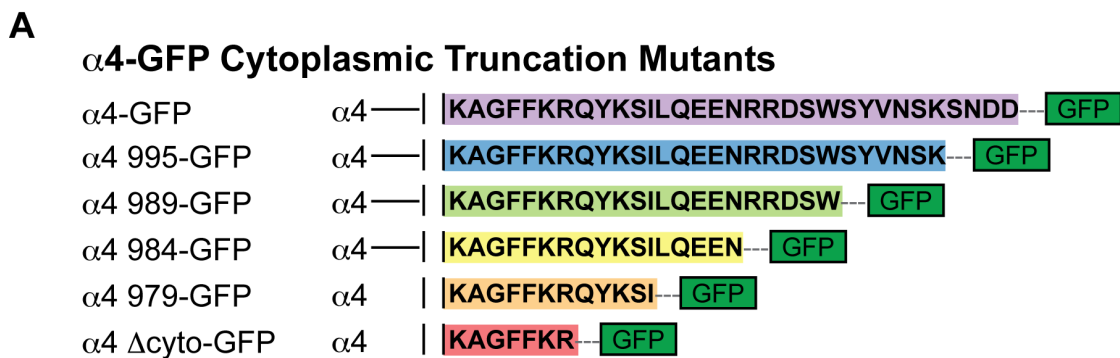 A
α4-GFP Cytoplasmic Truncation Mutants
α4-GFP α4 KAGFFKRQYKSILQEENRRDSWSYVNSKSNDD GFP
α4 995-GFP α4 KAGFFKRQYKSILQEENRRDSWSYVNSK GFP
α4 989-GFP α4 KAGFFKRQYKSILQEENRRDSW GFP
α4 984-GFP α4 KAGFFKRQYKSILQEEN GFP
α4 979-GFP α4 KAGFFKRQYKSI GFP
α4 Δcyto-GFP α4 KAGFFKR GFP